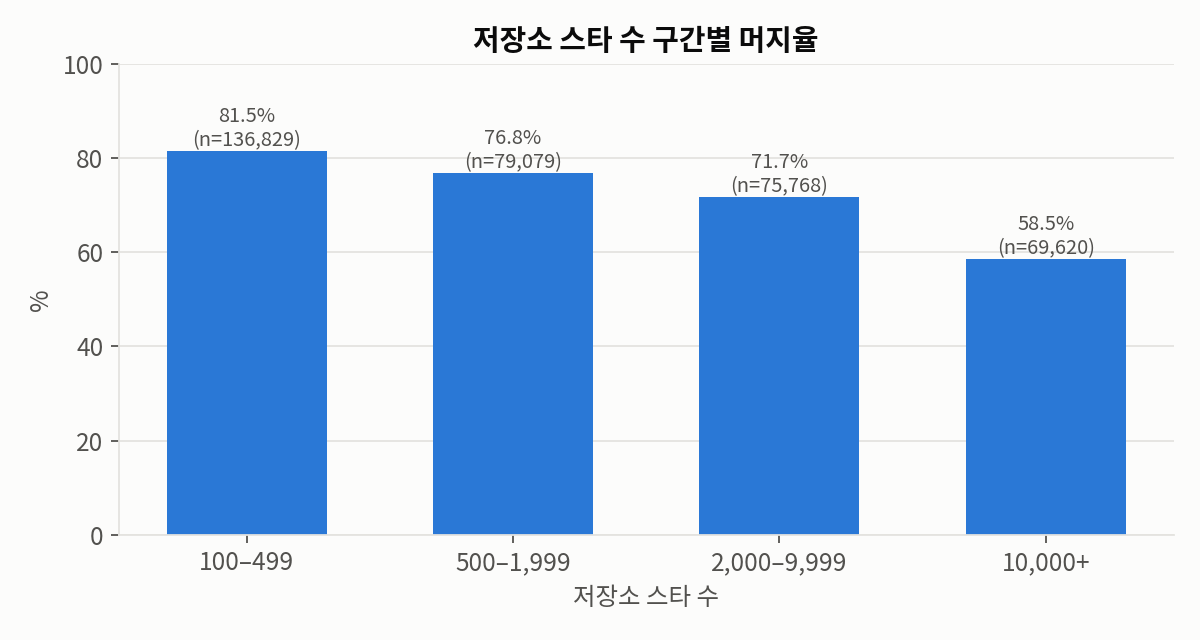 저장소 스타 수 구간별 머지율
100
80
60
40
20
0
%
81.5%
(n=136,829)
76.8%
(n=79,079)
71.7%
(n=75,768)
58.5%
(n=69,620)
100–499
500–1,999
2,000–9,999
10,000+
저장소 스타 수